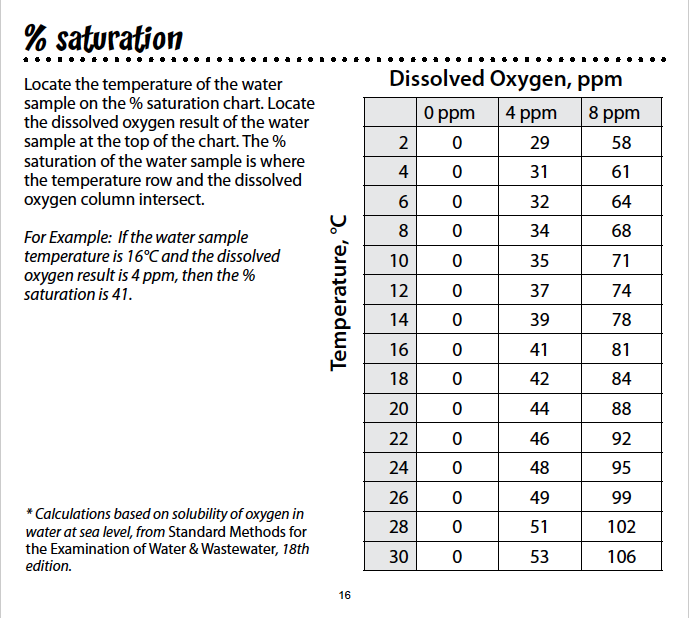 % saturation
Locate the temperature of the water
sample on the % saturation chart. Locate
the dissolved oxygen result of the water
sample at the top of the chart. The %
saturation of the water sample is where
the temperature row and the dissolved
oxygen column intersect.
For Example:  If the water sample
temperature is 16°C and the dissolved
oxygen result is 4 ppm, then the %
saturation is 41.
* Calculations based on solubility of oxygen in
water at sea level, from Standard Methods for
the Examination of Water & Wastewater, 18th
edition.
Dissolved Oxygen, ppm
Temperature, °C
0 ppm 4 ppm 8 ppm
2 0 29 58
4 0 31 61
6 0 32 64
8 0 34 68
10 0 35 71
12 0 37 74
14 0 39 78
16 0 41 81
18 0 42 84
20 0 44 88
22 0 46 92
24 0 48 95
26 0 49 99
28 0 51 102
30 0 53 106
16